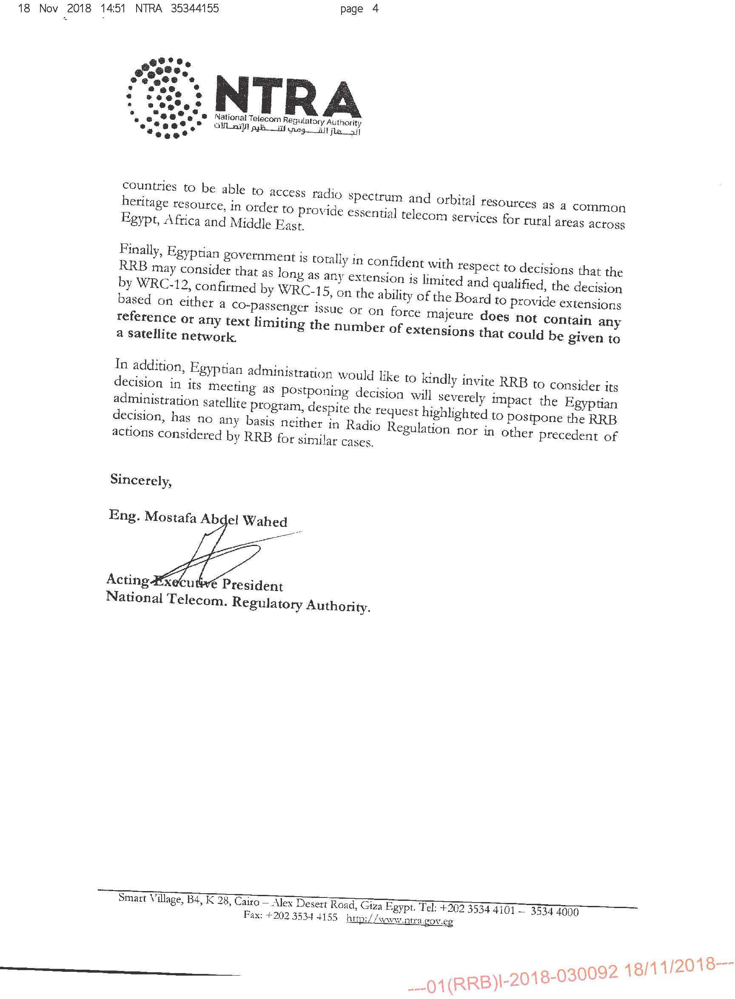 18 Nov 2018 14:51 NTRA 35344155 page 4
NTRA
National Telecom Regulatory Authority
الجـــهاز القـــومي لتنـــظيم الإتصـــالات
countries to be able to access radio spectrum and orbital resources as a common
heritage resource, in order to provide essential telecom services for rural areas across
Egypt, Africa and Middle East.
Finally, Egyptian government is totally in confident with respect to decisions that the
RRB may consider that as long as any extension is limited and qualified, the decision
by WRC-12, confirmed by WRC-15, on the ability of the Board to provide extensions
based on either a co-passenger issue or on force majeure does not contain any
reference or any text limiting the number of extensions that could be given to
a satellite network.
In addition, Egyptian administration would like to kindly invite RRB to consider its
decision in its meeting as postponing decision will severely impact the Egyptian
administration satellite program, despite the request highlighted to postpone the RRB
decision, has no any basis neither in Radio Regulation nor in other precedent of
actions considered by RRB for similar cases.
Sincerely,
Eng. Mostafa Abdel Wahed
Acting Executive President
National Telecom. Regulatory Authority.
Smart Village, B4, K 28, Cairo – Alex Desert Road, Giza Egypt. Tel: +202 3534 4101 – 3534 4000
Fax: +202 3534 4155 http://www.ntra.gov.eg
---01(RRB)I-2018-030092 18/11/2018---